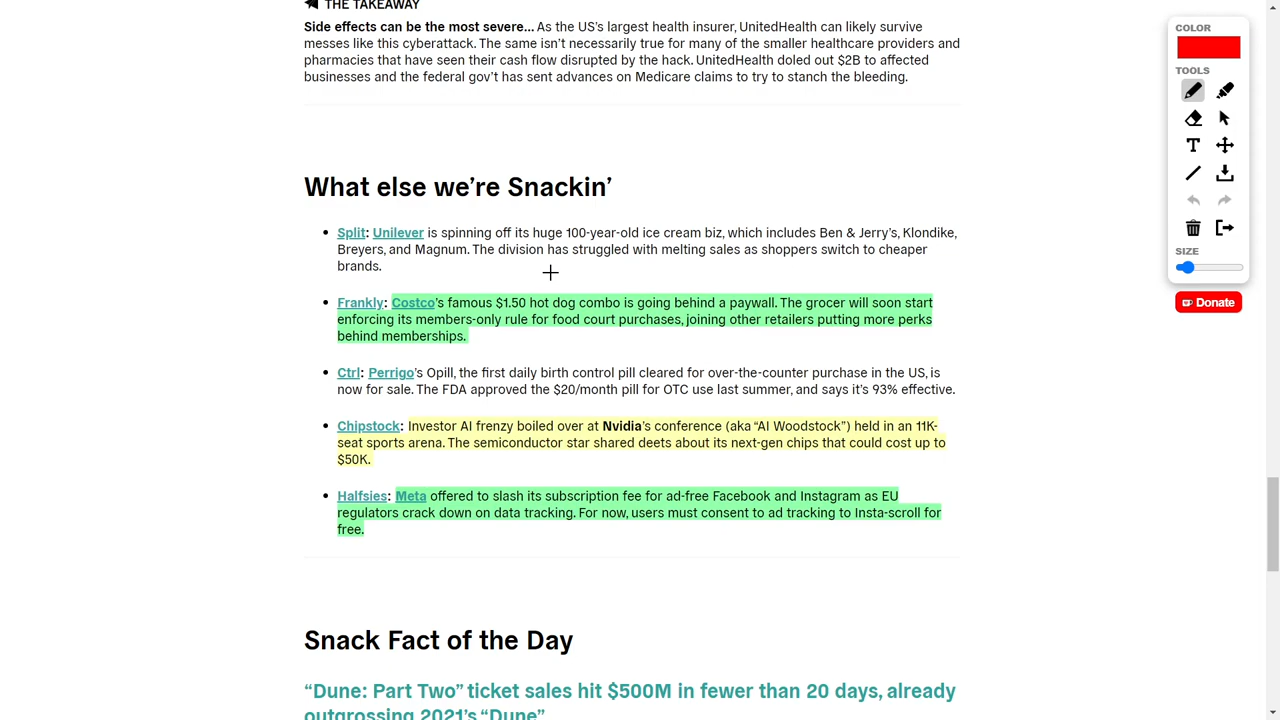 THE TAKEAWAY
Side effects can be the most severe... As the US’s largest health insurer, UnitedHealth can likely survive
messes like this cyberattack. The same isn’t necessarily true for many of the smaller healthcare providers and
pharmacies that have seen their cash flow disrupted by the hack. UnitedHealth doled out $2B to affected
businesses and the federal gov’t has sent advances on Medicare claims to try to stanch the bleeding.
What else we’re Snackin’
• Split: Unilever is spinning off its huge 100-year-old ice cream biz, which includes Ben & Jerry’s, Klondike,
Breyers, and Magnum. The division has struggled with melting sales as shoppers switch to cheaper
brands.
• Frankly: Costco’s famous $1.50 hot dog combo is going behind a paywall. The grocer will soon start
enforcing its members-only rule for food court purchases, joining other retailers putting more perks
behind memberships.
• Ctrl: Perrigo’s Opill, the first daily birth control pill cleared for over-the-counter purchase in the US, is
now for sale. The FDA approved the $20/month pill for OTC use last summer, and says it’s 93% effective.
• Chipstock: Investor AI frenzy boiled over at Nvidia’s conference (aka “AI Woodstock”) held in an 11K-
seat sports arena. The semiconductor star shared deets about its next-gen chips that could cost up to
$50K.
• Halfsies: Meta offered to slash its subscription fee for ad-free Facebook and Instagram as EU
regulators crack down on data tracking. For now, users must consent to ad tracking to Insta-scroll for
free.
Snack Fact of the Day
“Dune: Part Two” ticket sales hit $500M in fewer than 20 days, already
outgrossing 2021’s “Dune”
COLOR
TOOLS
T
SIZE
Donate